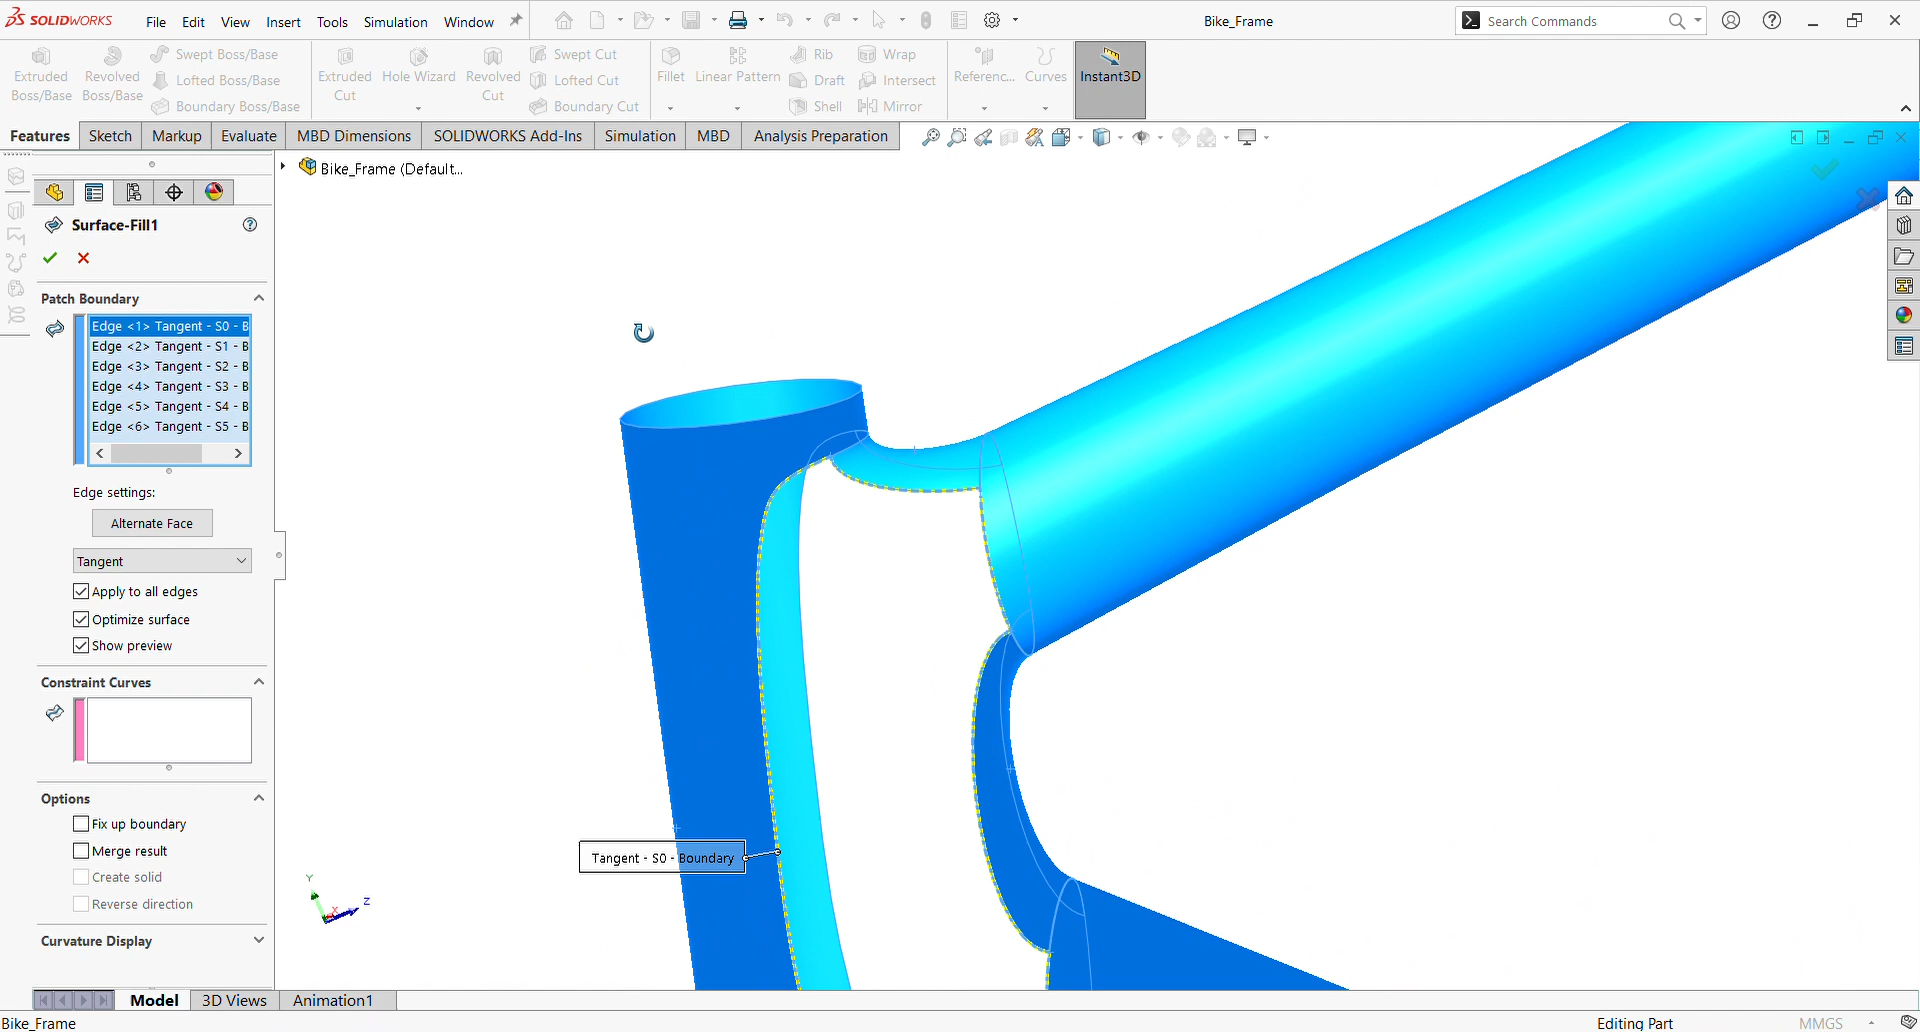 SOLIDWORKS File Edit View Insert Tools Simulation Window Bike_Frame Search Commands
Extruded Boss/Base
Revolved Boss/Base
Swept Boss/Base
Lofted Boss/Base
Boundary Boss/Base
Extruded Cut
Hole Wizard
Revolved Cut
Swept Cut
Lofted Cut
Boundary Cut
Fillet
Linear Pattern
Rib
Draft
Shell
Wrap
Intersect
Mirror
Referenc...
Curves
Instant3D
Features Sketch Markup Evaluate MBD Dimensions SOLIDWORKS Add-Ins Simulation MBD Analysis Preparation
Bike_Frame (Default...
Surface-Fill1
Patch Boundary
Edge <1> Tangent - S0 - B
Edge <2> Tangent - S1 - B
Edge <3> Tangent - S2 - B
Edge <4> Tangent - S3 - B
Edge <5> Tangent - S4 - B
Edge <6> Tangent - S5 - B
Edge settings:
Alternate Face
Tangent
Apply to all edges
Optimize surface
Show preview
Constraint Curves
Options
Fix up boundary
Merge result
Create solid
Reverse direction
Curvature Display
Tangent - S0 - Boundary
Y
X
Z
Model 3D Views Animation1
Bike_Frame Editing Part MMGS